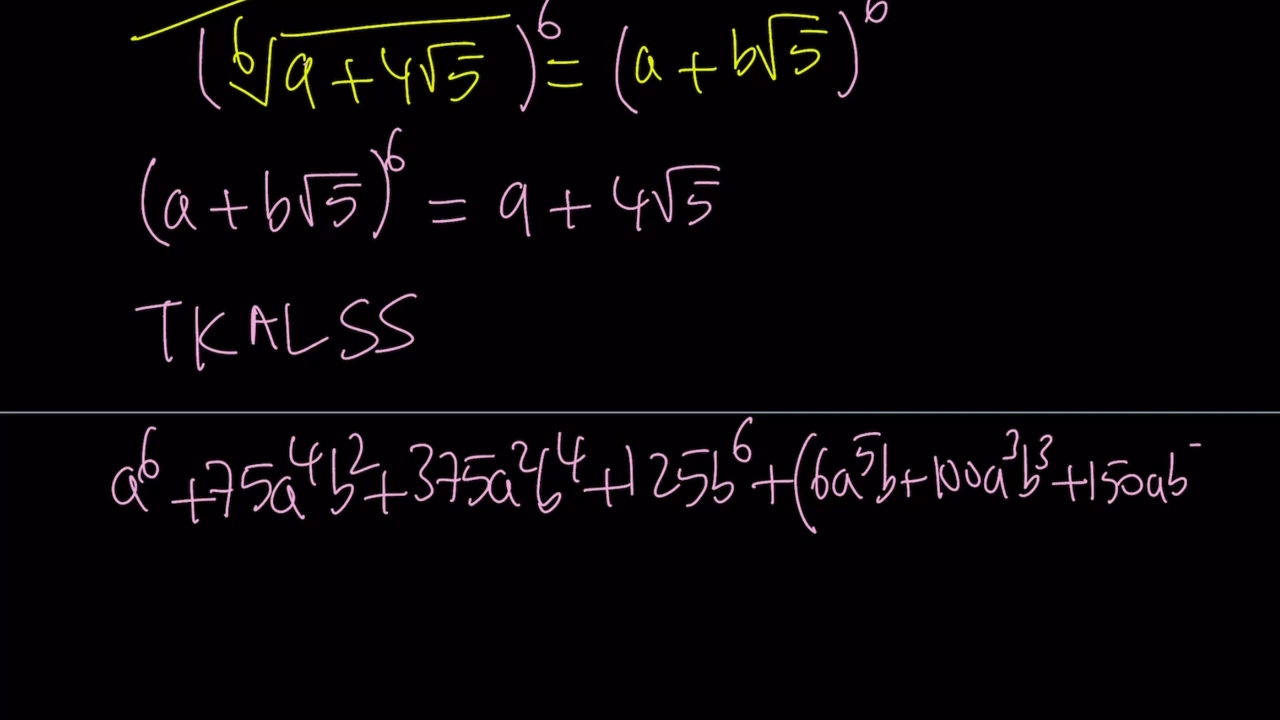 (⁶√(9+4√5))⁶ = (a+b√5)⁶
(a+b√5)⁶ = 9+4√5
TKALSS
a⁶+75a⁴b²+375a²b⁴+125b⁶+(6a⁵b+100a³b³+150ab